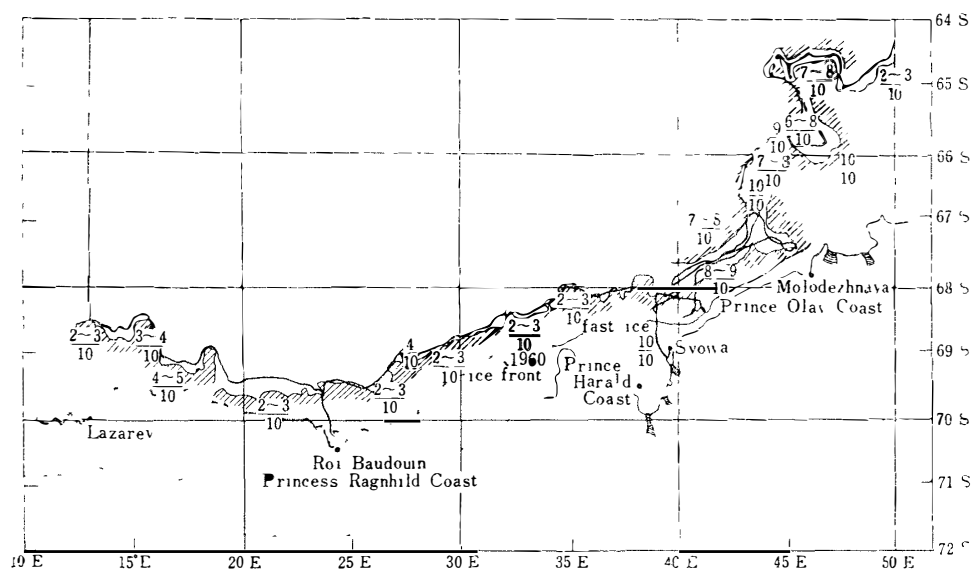 64 S
7~8
10
2~3
10
65 S
6~8
10
9
10
66 S
10
10
10
10
67 S
10
8~9
10
Molodezhnaya
68 S
Prince Olav Coast
2~3
10
2~3
10
1960
fast ice
10
10
Syowa
69 S
2~3
10
3~4
10
4
10
2~3
10
ice front
Prince
Harald
Coast
4~5
10
2~3
10
2~3
10
70 S
Lazarev
Roi Baudouin
Princess Ragnhild Coast
71 S
72 S
10 E
15°E
20 E
25 E
30 E
35 E
40 E
45 E
50 E